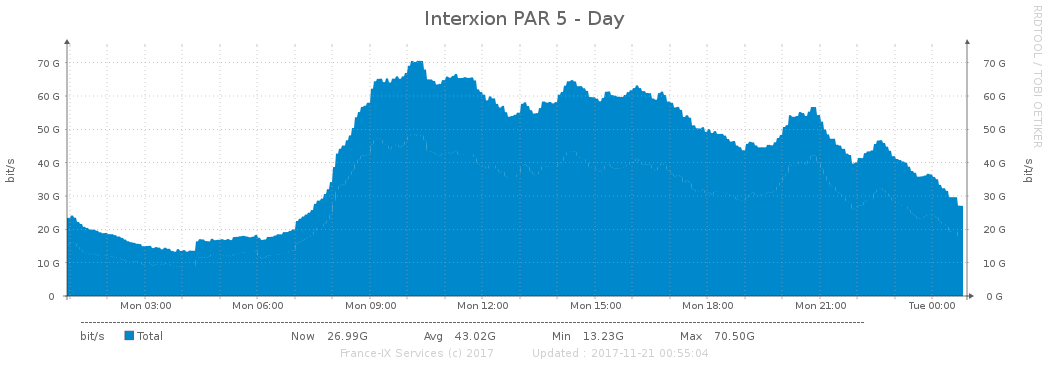 Interxion PAR 5 - Day
RRDTOOL / TOBI OETIKER
bit/s
70 G 70 G
60 G 60 G
50 G 50 G
40 G 40 G
30 G 30 G
20 G 20 G
10 G 10 G
0 0 G
bit/s
Mon 03:00 Mon 06:00 Mon 09:00 Mon 12:00 Mon 15:00 Mon 18:00 Mon 21:00 Tue 00:00
bit/s Total Now 26.99G Avg 43.02G Min 13.23G Max 70.50G
France-IX Services (c) 2017 Updated : 2017-11-21 00:55:04